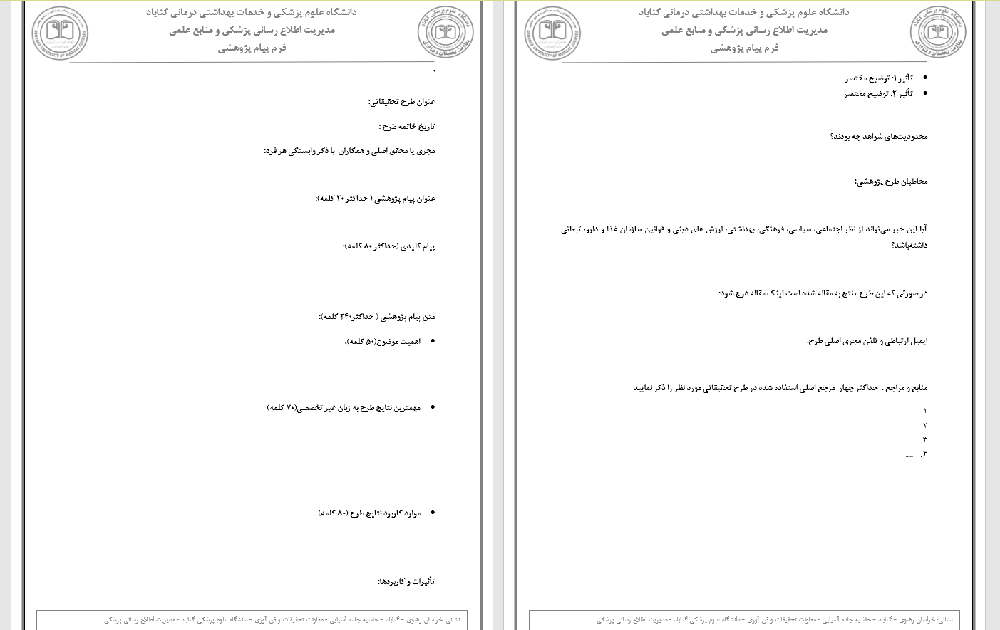 دانشگاه علوم پزشکی و خدمات بهداشتی درمانی گناباد
مدیریت اطلاع رسانی پزشکی و منابع علمی
فرم پیام پژوهشی
عنوان طرح تحقیقاتی:
تاریخ خاتمه طرح :
مجری یا محقق اصلی و همکاران با ذکر وابستگی هر فرد:
عنوان پیام پژوهشی ( حداکثر ۲۰ کلمه):
پیام کلیدی (حداکثر ۸۰ کلمه):
متن پیام پژوهشی ( حداکثر۲۴۰ کلمه):
• اهمیت موضوع(۵۰ کلمه)،
• مهمترین نتایج طرح به زبان غیر تخصصی(۷۰ کلمه)
• موارد کاربرد نتایج طرح (۸۰ کلمه)
تأثیرات و کاربردها:
نشانی: خراسان رضوی – گناباد – حاشیه جاده آسیایی - معاونت تحقیقات و فن آوری – دانشگاه علوم پزشکی گناباد - مدیریت اطلاع رسانی پزشکی
دانشگاه علوم پزشکی و خدمات بهداشتی درمانی گناباد
مدیریت اطلاع رسانی پزشکی و منابع علمی
فرم پیام پژوهشی
• تأثیر ۱: توضیح مختصر
• تأثیر ۲: توضیح مختصر
محدودیت‌های شواهد چه بودند؟
مخاطبان طرح پژوهشی:
آیا این خبر می‌تواند از نظر اجتماعی، سیاسی، فرهنگی، بهداشتی، ارزش های دینی و قوانین سازمان غذا و دارو، تبعاتی
داشته‌باشد؟
در صورتی که این طرح منتج به مقاله شده است لینک مقاله درج شود:
ایمیل ارتباطی و تلفن مجری اصلی طرح:
منابع و مراجع : حداکثر چهار مرجع اصلی استفاده شده در طرح تحقیقاتی مورد نظر را ذکر نمایید
۱. ......
۲. ......
۳. ......
۴. ....
نشانی: خراسان رضوی – گناباد – حاشیه جاده آسیایی - معاونت تحقیقات و فن آوری – دانشگاه علوم پزشکی گناباد - مدیریت اطلاع رسانی پزشکی